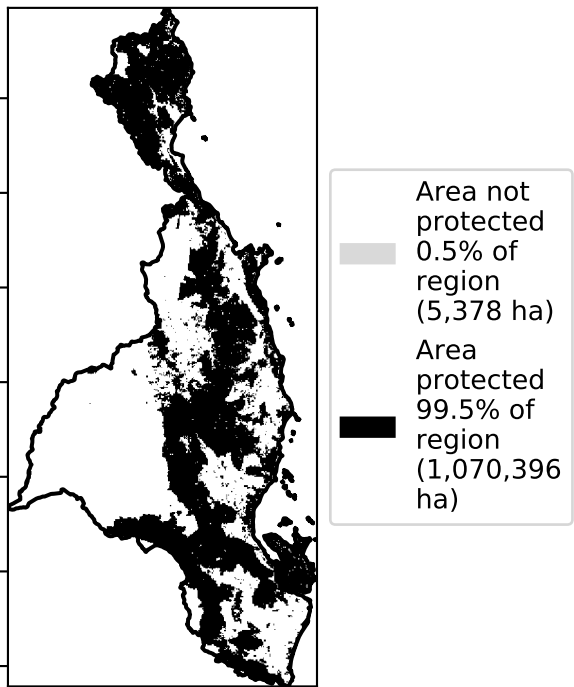 Area not
protected
0.5% of
region
(5,378 ha)
Area
protected
99.5% of
region
(1,070,396
ha)